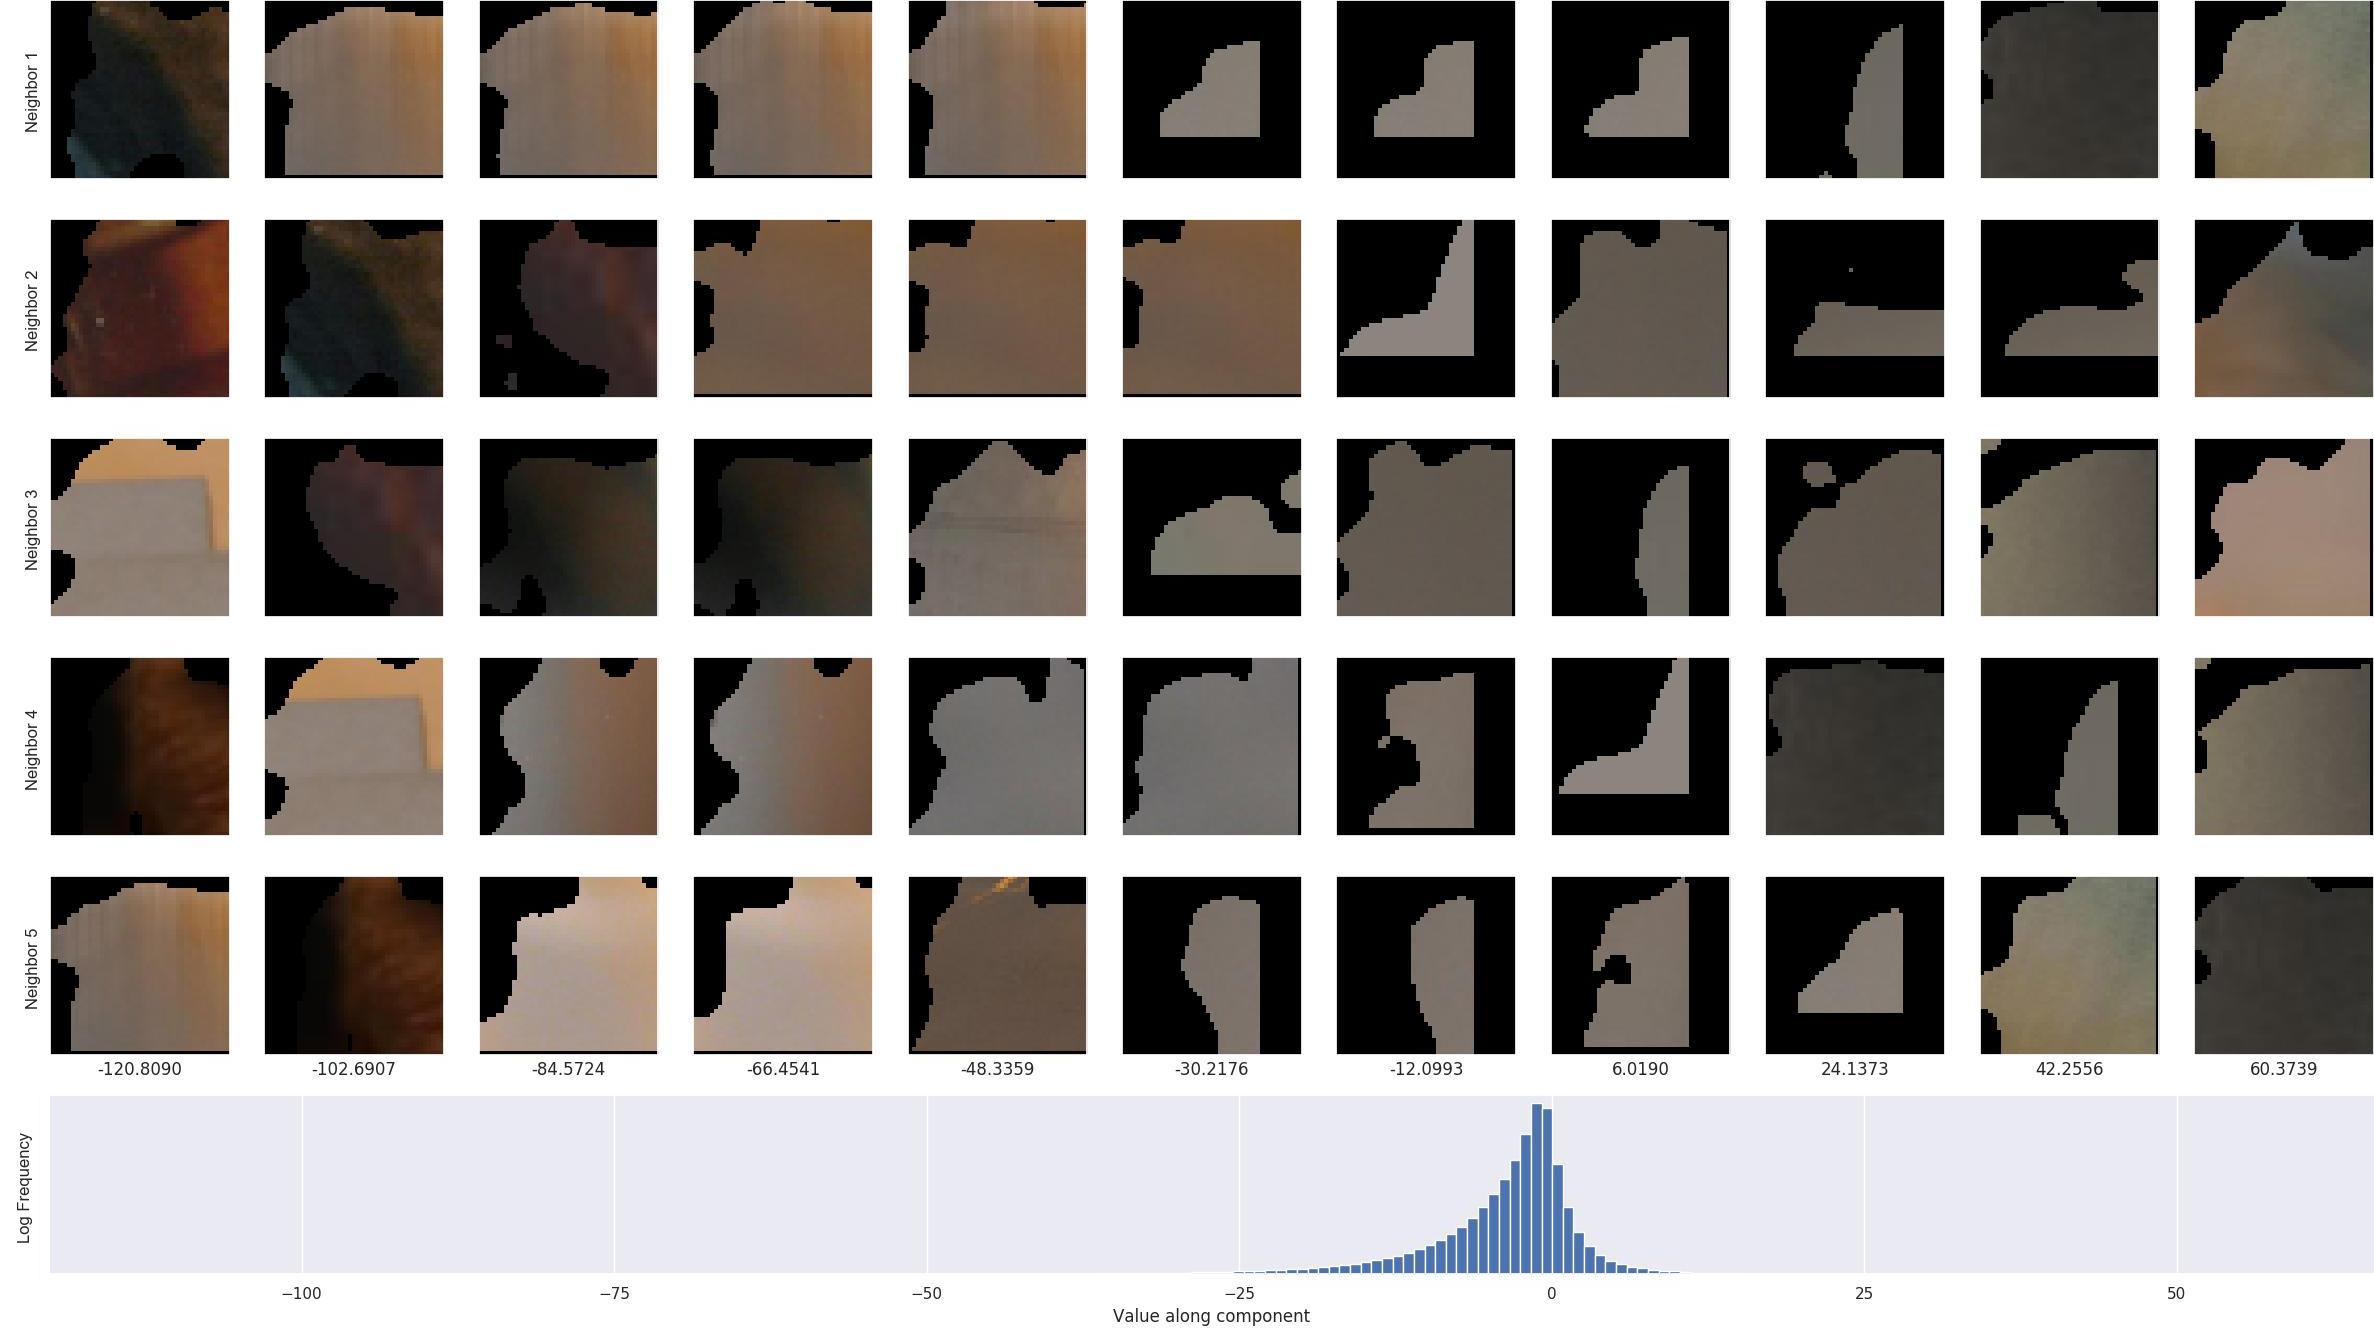 Neighbor 1
Neighbor 2
Neighbor 3
Neighbor 4
Neighbor 5
-120.8090 -102.6907 -84.5724 -66.4541 -48.3359 -30.2176 -12.0993 6.0190 24.1373 42.2556 60.3739
Log Frequency
−100 −75 −50 −25 0 25 50
Value along component